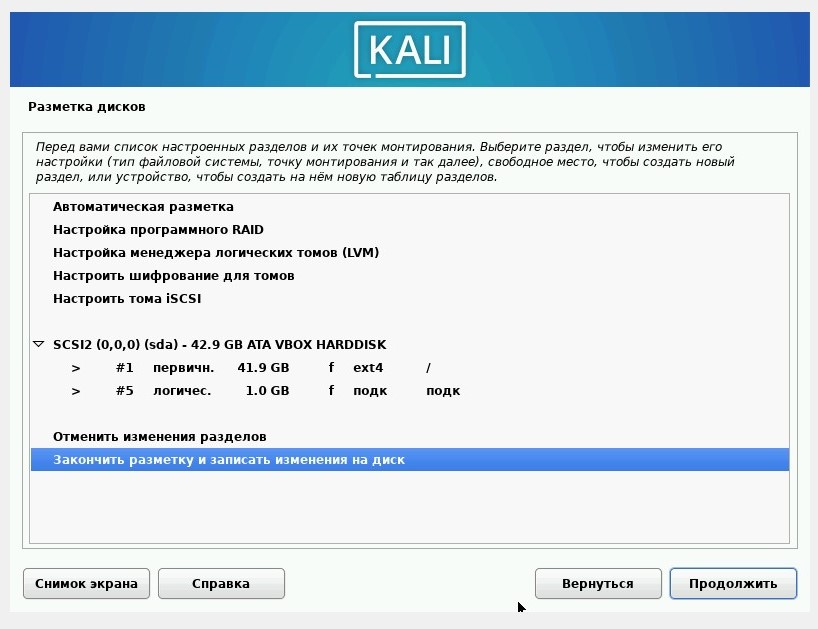 KALI
Разметка дисков
Перед вами список настроенных разделов и их точек монтирования. Выберите раздел, чтобы изменить его
настройки (тип файловой системы, точку монтирования и так далее), свободное место, чтобы создать новый
раздел, или устройство, чтобы создать на нём новую таблицу разделов.
Автоматическая разметка
Настройка программного RAID
Настройка менеджера логических томов (LVM)
Настроить шифрование для томов
Настроить тома iSCSI
SCSI2 (0,0,0) (sda) - 42.9 GB ATA VBOX HARDDISK
> #1 первичн. 41.9 GB f ext4 /
> #5 логичес. 1.0 GB f подк подк
Отменить изменения разделов
Закончить разметку и записать изменения на диск
Снимок экрана Справка Вернуться Продолжить